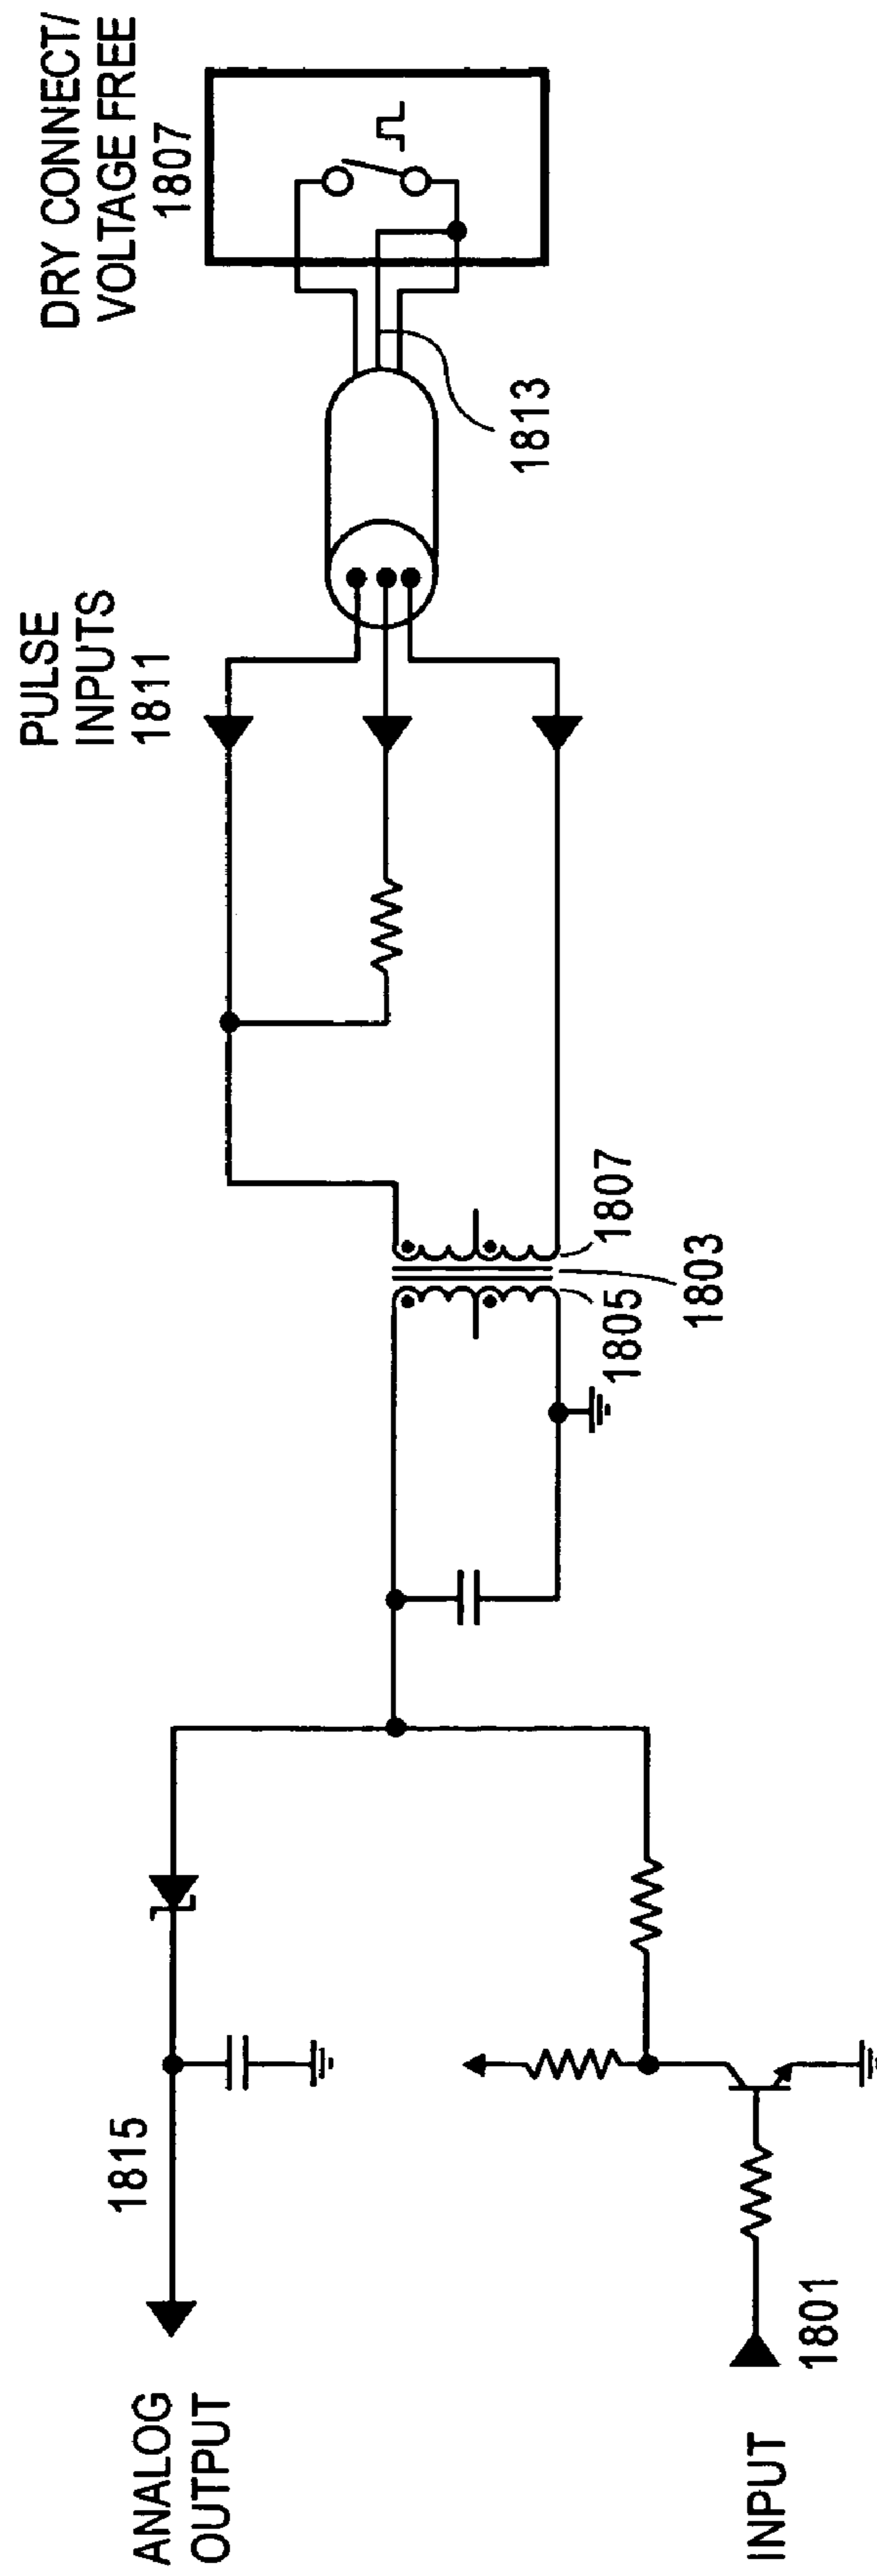 DRY CONNECT/
VOLTAGE FREE
1807
1813
PULSE
INPUTS
1811
1807
1803
1805
1815
ANALOG
OUTPUT
1801
INPUT